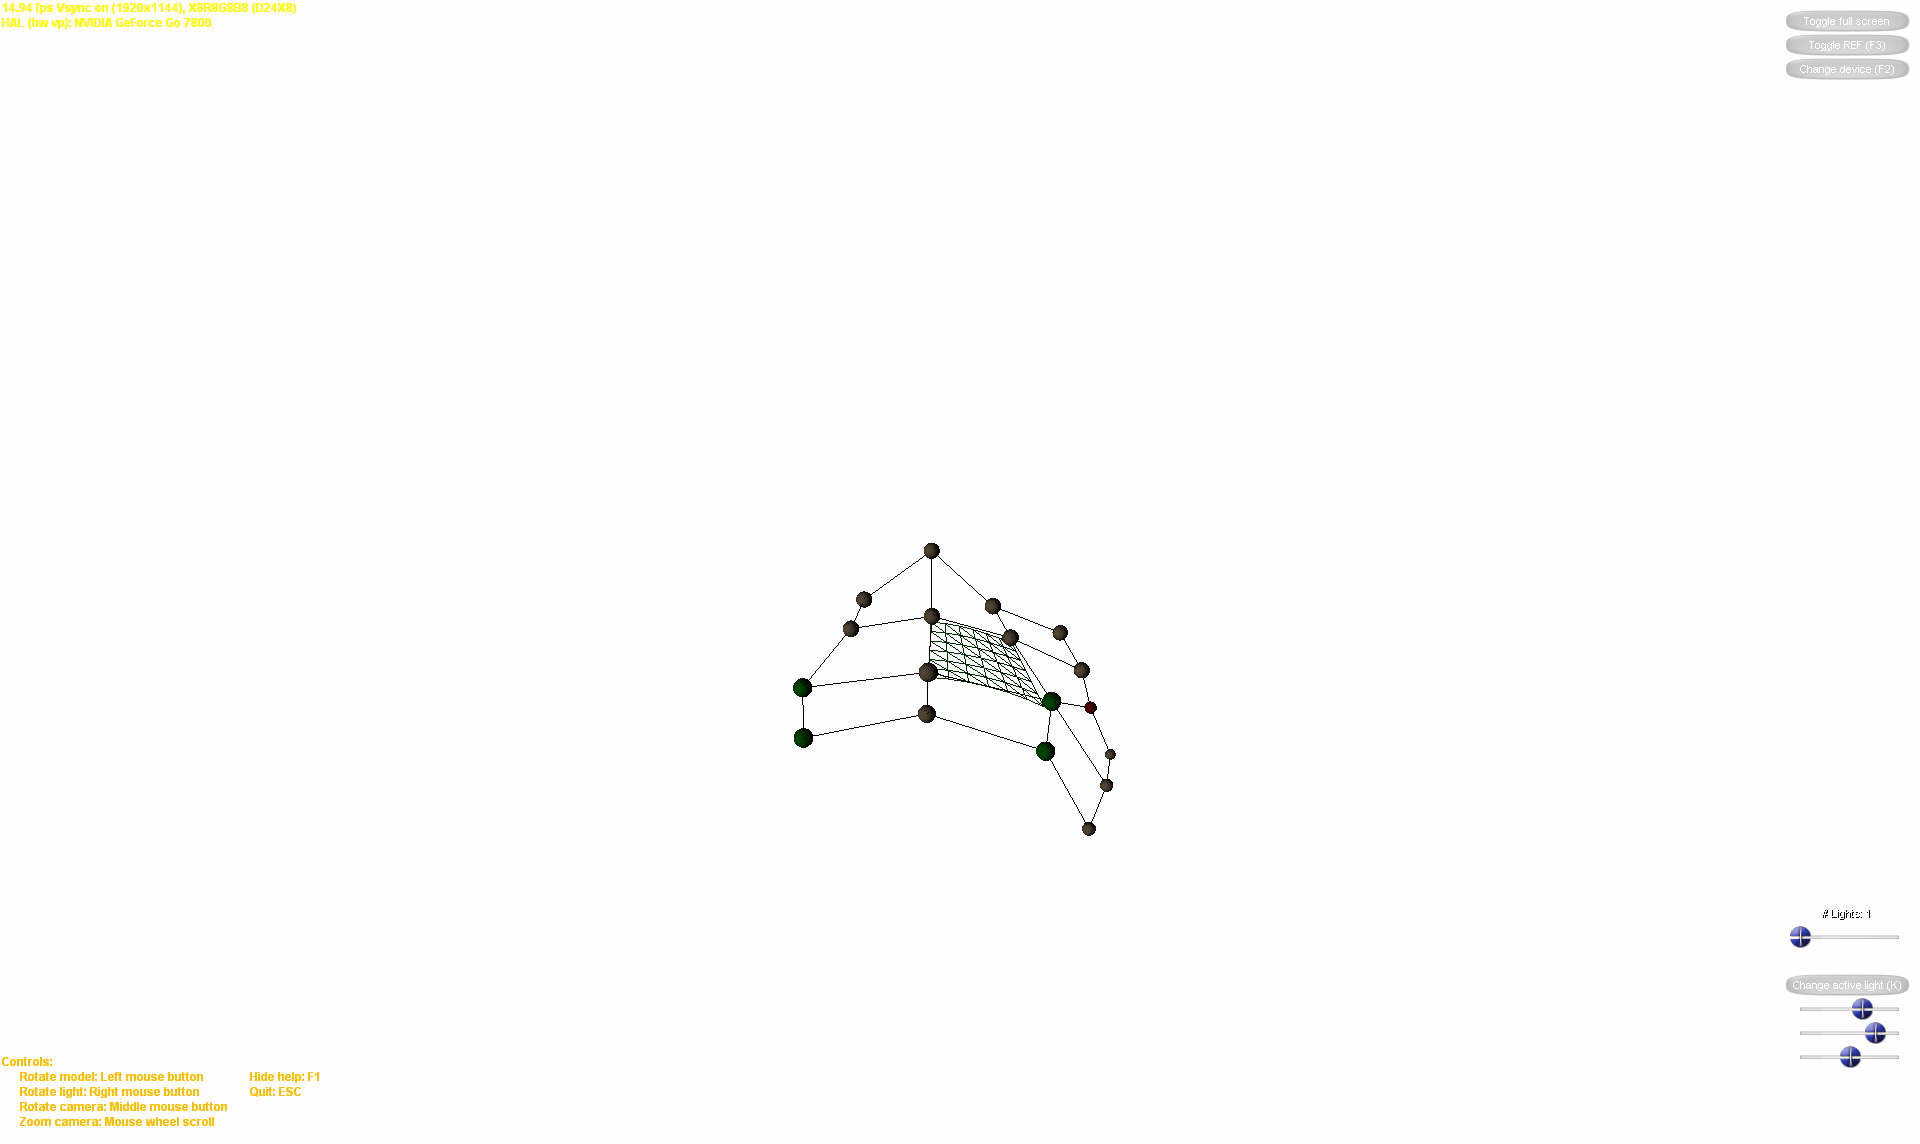 14.94 fps Vsync on (1920x1144), X8R8G8B8 (D24X8)
HAL (hw vp): NVIDIA GeForce Go 7800
Toggle full screen
Toggle REF (F3)
Change device (F2)
# Lights: 1
Change active light (K)
Controls:
Rotate model: Left mouse button
Rotate light: Right mouse button
Rotate camera: Middle mouse button
Zoom camera: Mouse wheel scroll
Hide help: F1
Quit: ESC